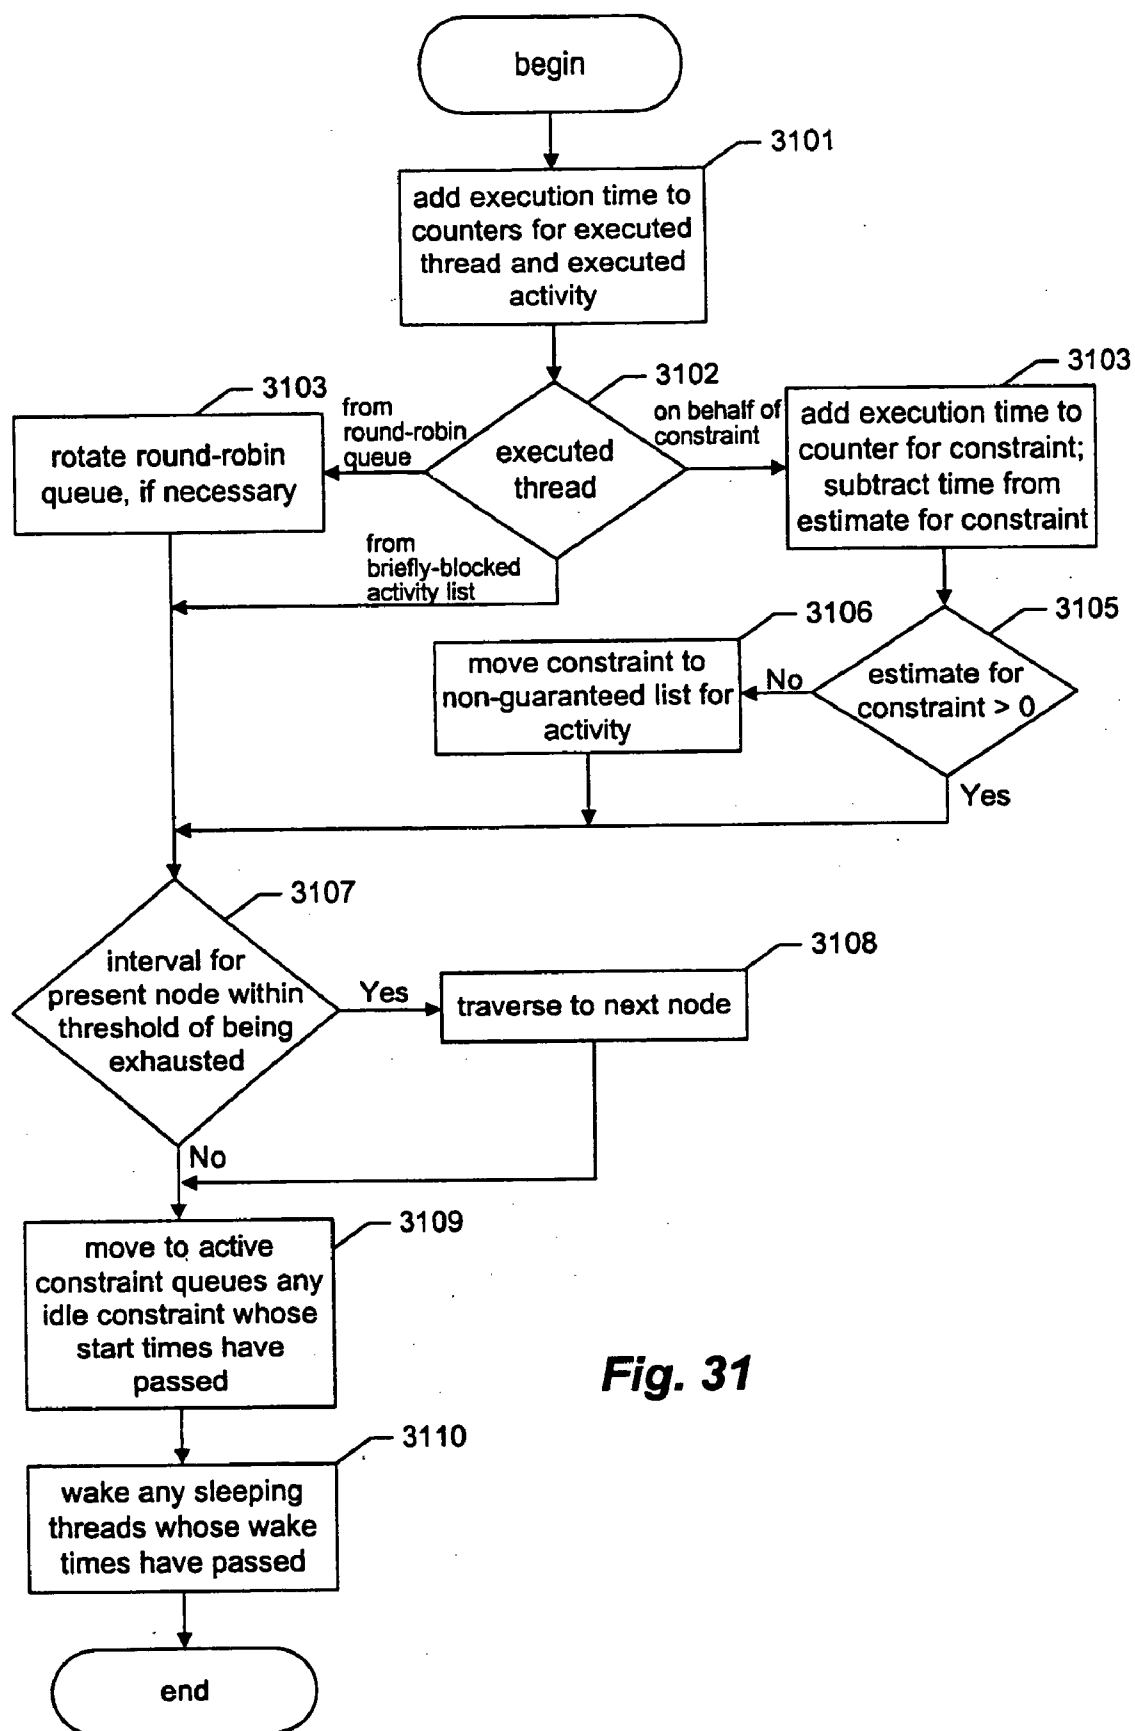 begin
3101
add execution time to
counters for executed
thread and executed
activity
3103
3102
3103
from
round-robin
queue
on behalf of
constraint
rotate round-robin
queue, if necessary
executed
thread
add execution time to
counter for constraint;
subtract time from
estimate for constraint
from
briefly-blocked
activity list
3106
3105
move constraint to
non-guaranteed list for
activity
No
estimate for
constraint > 0
Yes
3107
interval for
present node within
threshold of being
exhausted
Yes
3108
traverse to next node
No
3109
move to active
constraint queues any
idle constraint whose
start times have
passed
Fig. 31
3110
wake any sleeping
threads whose wake
times have passed
end